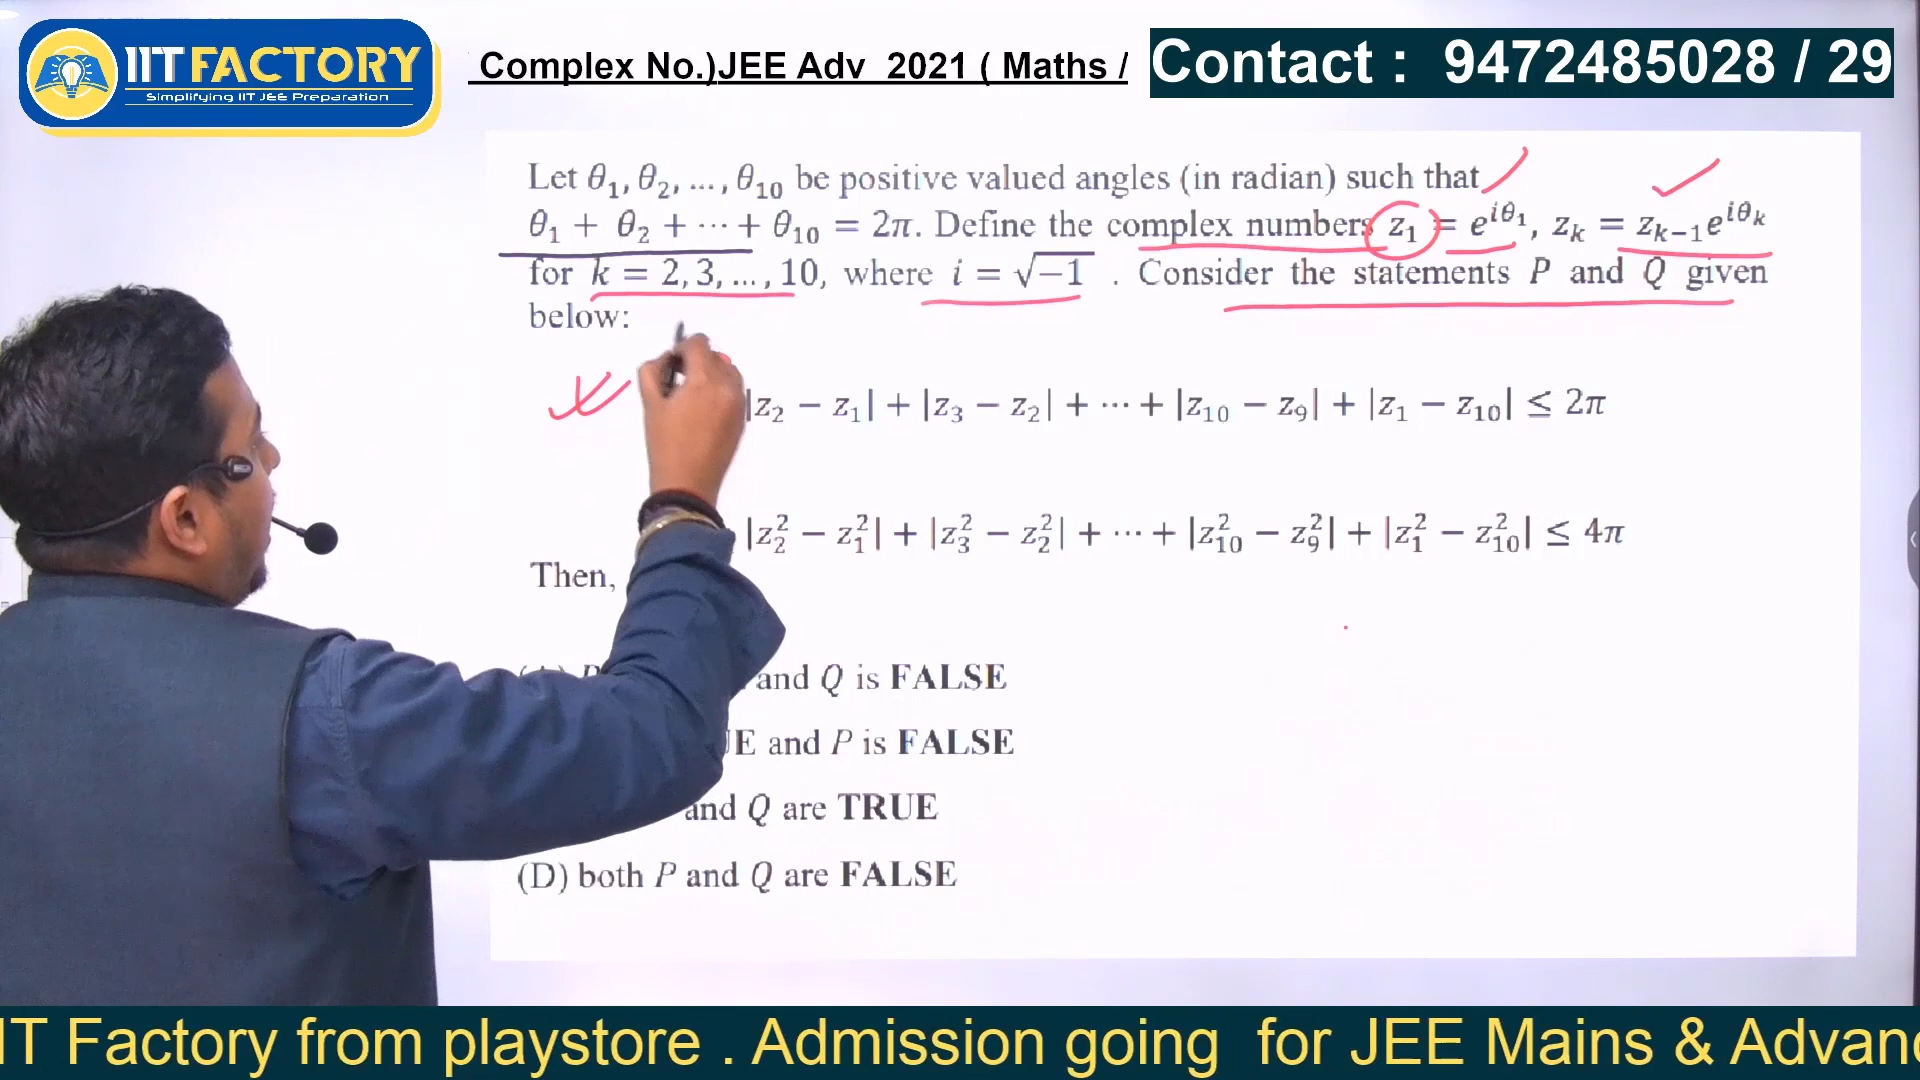 IIT FACTORY
Simplifying IIT JEE Preparation
Complex No.)JEE Adv 2021 ( Maths /
Contact : 9472485028 / 29
Let θ₁, θ₂, ..., θ₁₀ be positive valued angles (in radian) such that
θ₁ + θ₂ + ··· + θ₁₀ = 2π. Define the complex numbers z₁ = e^{iθ₁}, z_k = z_{k−1}e^{iθ_k}
for k = 2, 3, ..., 10, where i = √−1 . Consider the statements P and Q given
below:
|z₂ − z₁| + |z₃ − z₂| + ··· + |z₁₀ − z₉| + |z₁ − z₁₀| ≤ 2π
|z₂² − z₁²| + |z₃² − z₂²| + ··· + |z₁₀² − z₉²| + |z₁² − z₁₀²| ≤ 4π
Then,
and Q is FALSE
E and P is FALSE
and Q are TRUE
(D) both P and Q are FALSE
IT Factory from playstore . Admission going for JEE Mains & Advan